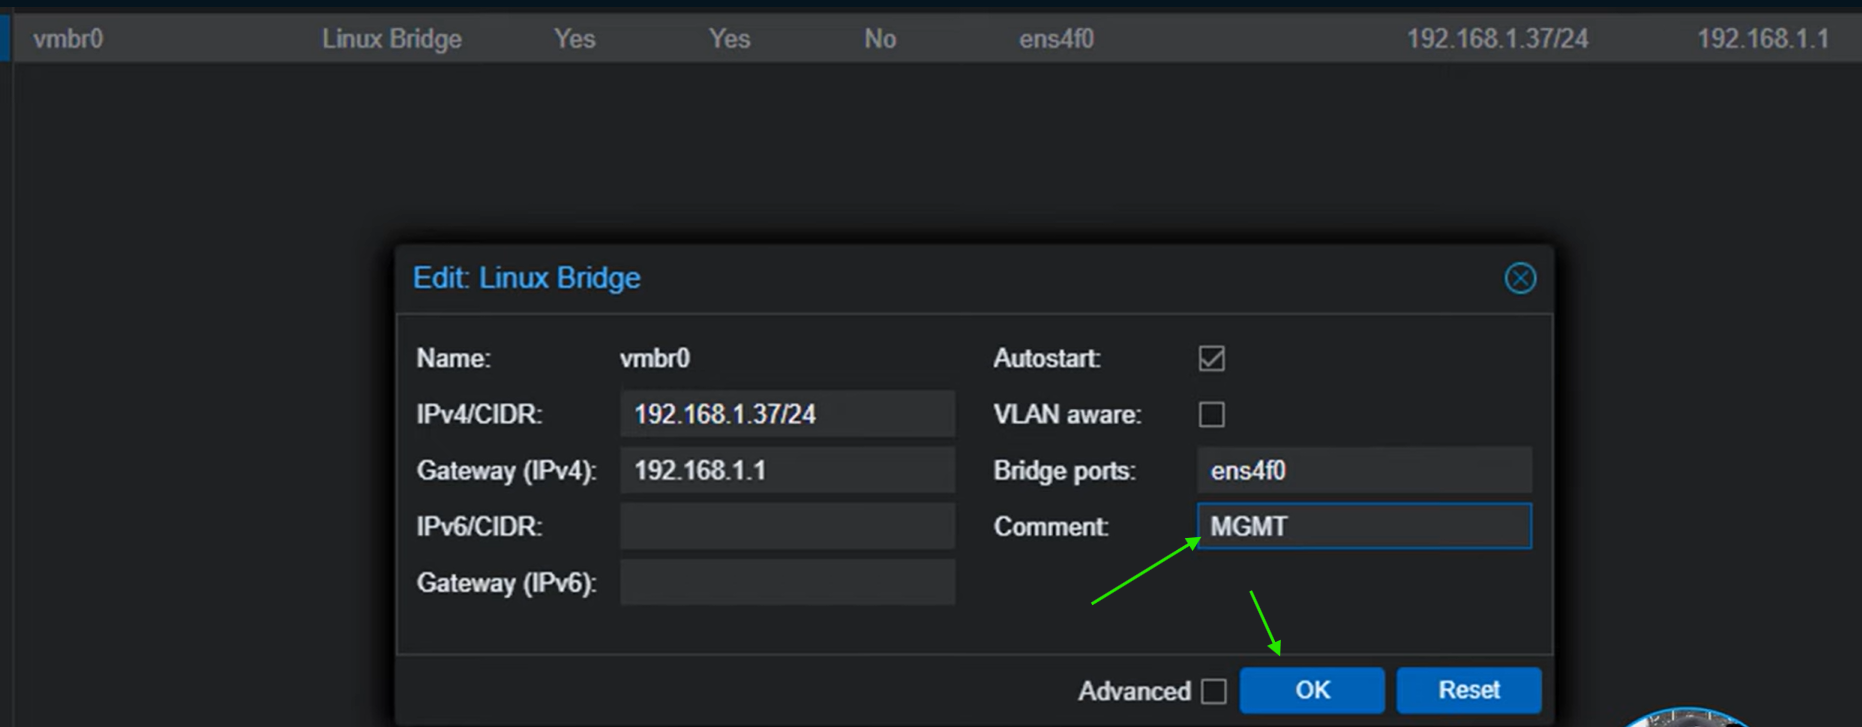 vmbr0 Linux Bridge Yes Yes No ens4f0 192.168.1.37/24 192.168.1.1
Edit: Linux Bridge
Name: vmbr0 Autostart:
IPv4/CIDR: 192.168.1.37/24 VLAN aware:
Gateway (IPv4): 192.168.1.1 Bridge ports: ens4f0
IPv6/CIDR: Comment: MGMT
Gateway (IPv6):
Advanced OK Reset